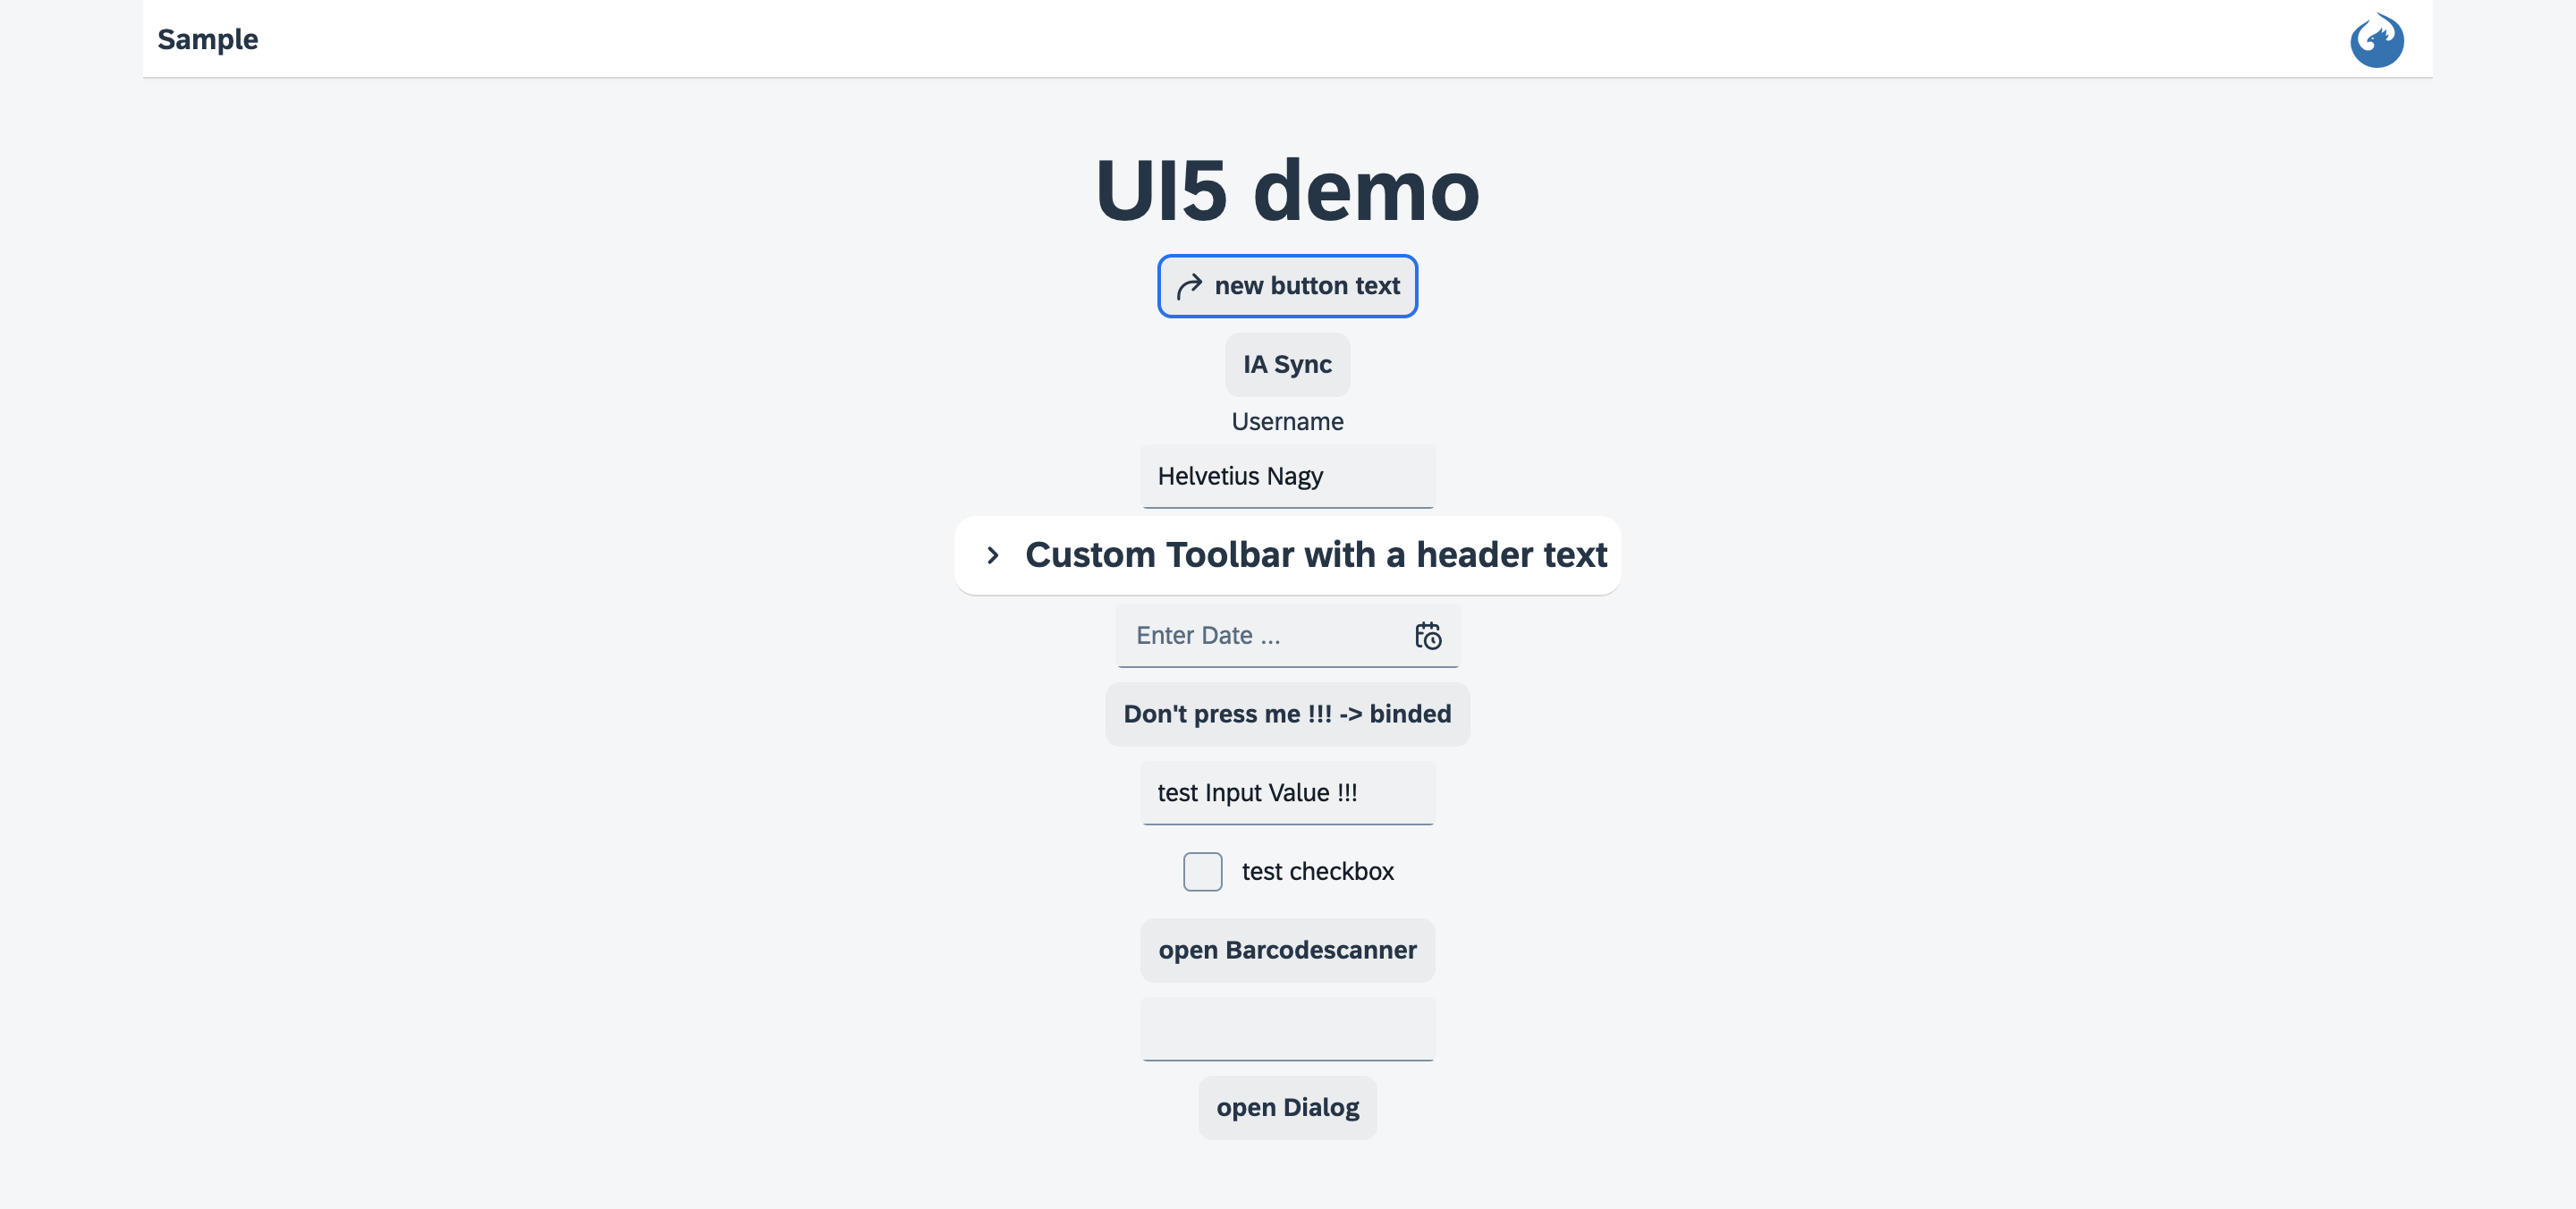 Sample
UI5 demo
new button text
IA Sync
Username
Helvetius Nagy
Custom Toolbar with a header text
Enter Date ...
Don't press me !!! -> binded
test Input Value !!!
test checkbox
open Barcodescanner
open Dialog